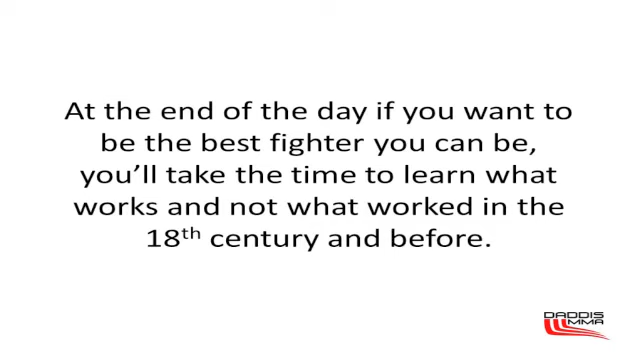 At the end of the day if you want to
be the best fighter you can be,
you’ll take the time to learn what
works and not what worked in the
18th century and before.
DADDIS
MMA